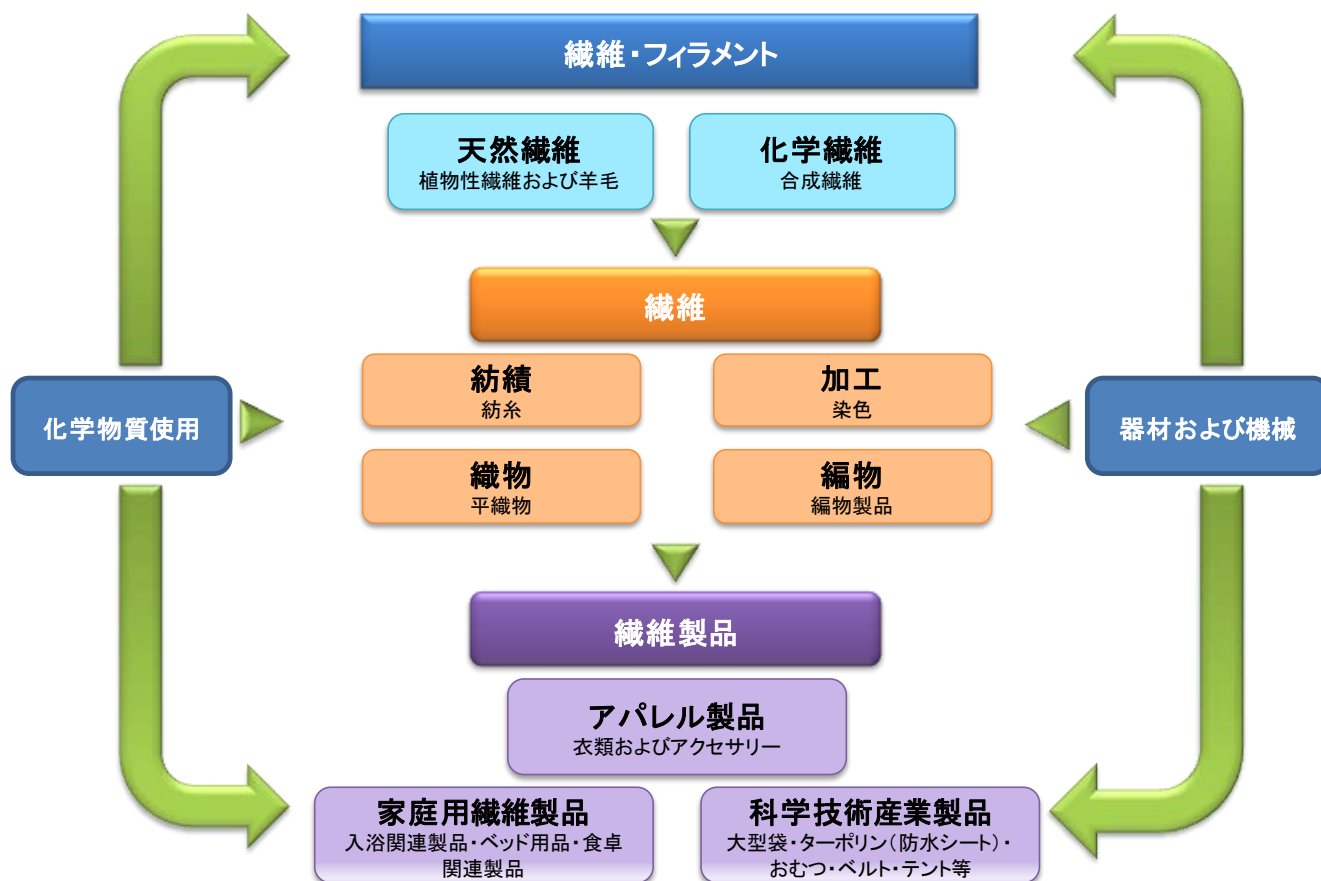 繊維・フィラメント
天然繊維
植物性繊維および羊毛
化学繊維
合成繊維
繊維
紡績
紡糸
加工
染色
化学物質使用
器材および機械
織物
平織物
編物
編物製品
繊維製品
アパレル製品
衣類およびアクセサリー
家庭用繊維製品
入浴関連製品・ベッド用品・食卓
関連製品
科学技術産業製品
大型袋・ターポリン(防水シート)・
おむつ・ベルト・テント等